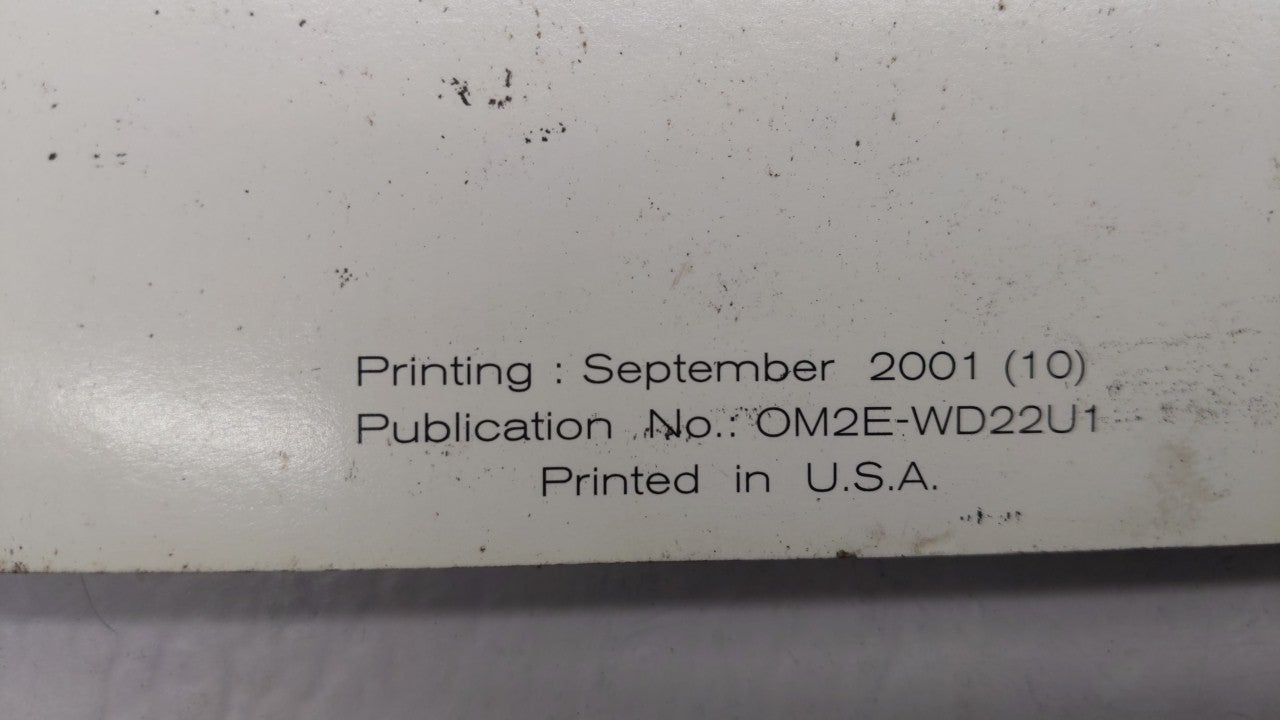 Printing : September 2001 (10)
Publication No.: OM2E-WD22U1
Printed in U.S.A.